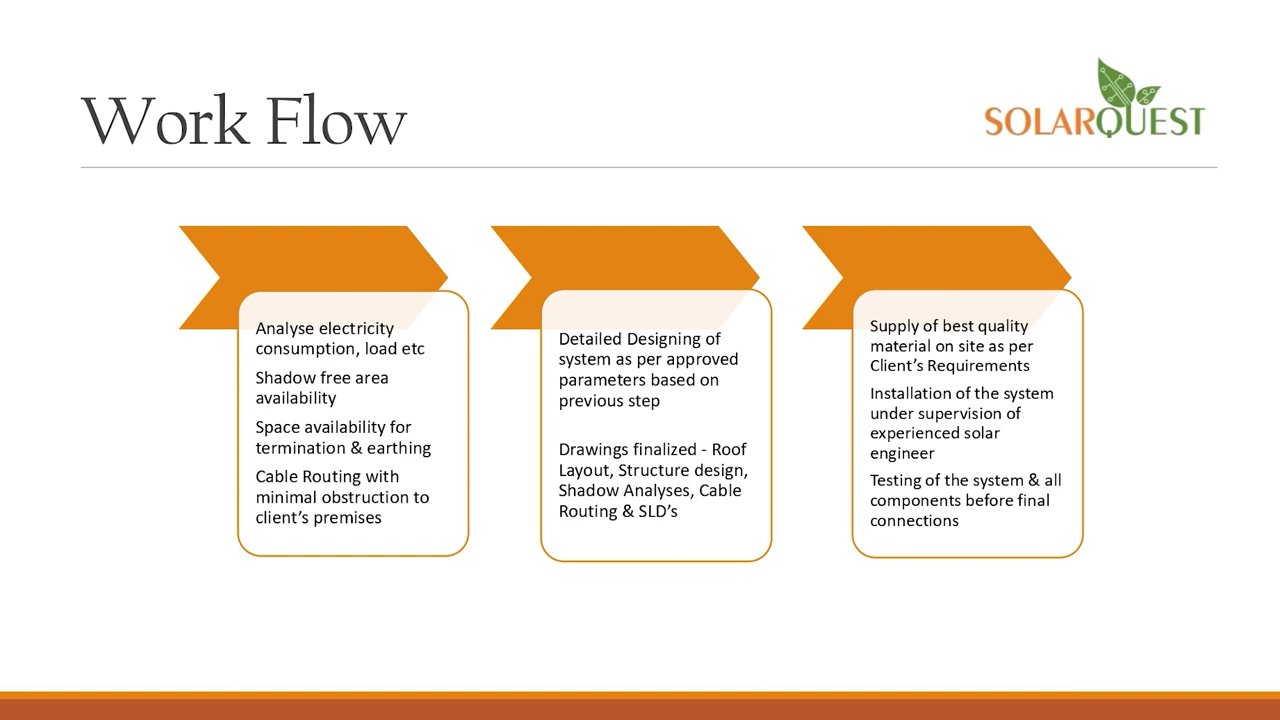 Work Flow
SOLARQUEST
Analyse electricity
consumption, load etc
Shadow free area
availability
Space availability for
termination & earthing
Cable Routing with
minimal obstruction to
client's premises
Detailed Designing of
system as per approved
parameters based on
previous step
Drawings finalized - Roof
Layout, Structure design,
Shadow Analyses, Cable
Routing & SLD's
Supply of best quality
material on site as per
Client's Requirements
Installation of the system
under supervision of
experienced solar
engineer
Testing of the system & all
components before final
connections